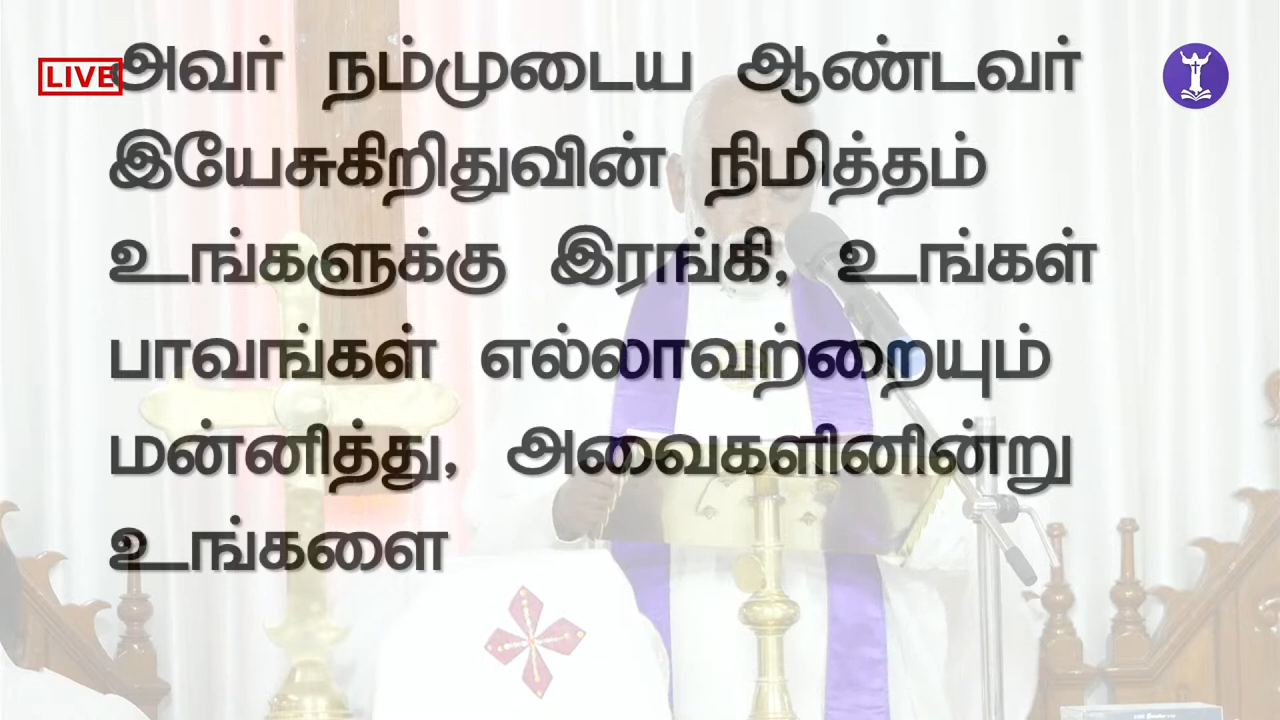 LIVE
அவர் நம்முடைய ஆண்டவர்
இயேசுகிறிதுவின் நிமித்தம்
உங்களுக்கு இரங்கி, உங்கள்
பாவங்கள் எல்லாவற்றையும்
மன்னித்து, அவைகளினின்று
உங்களை